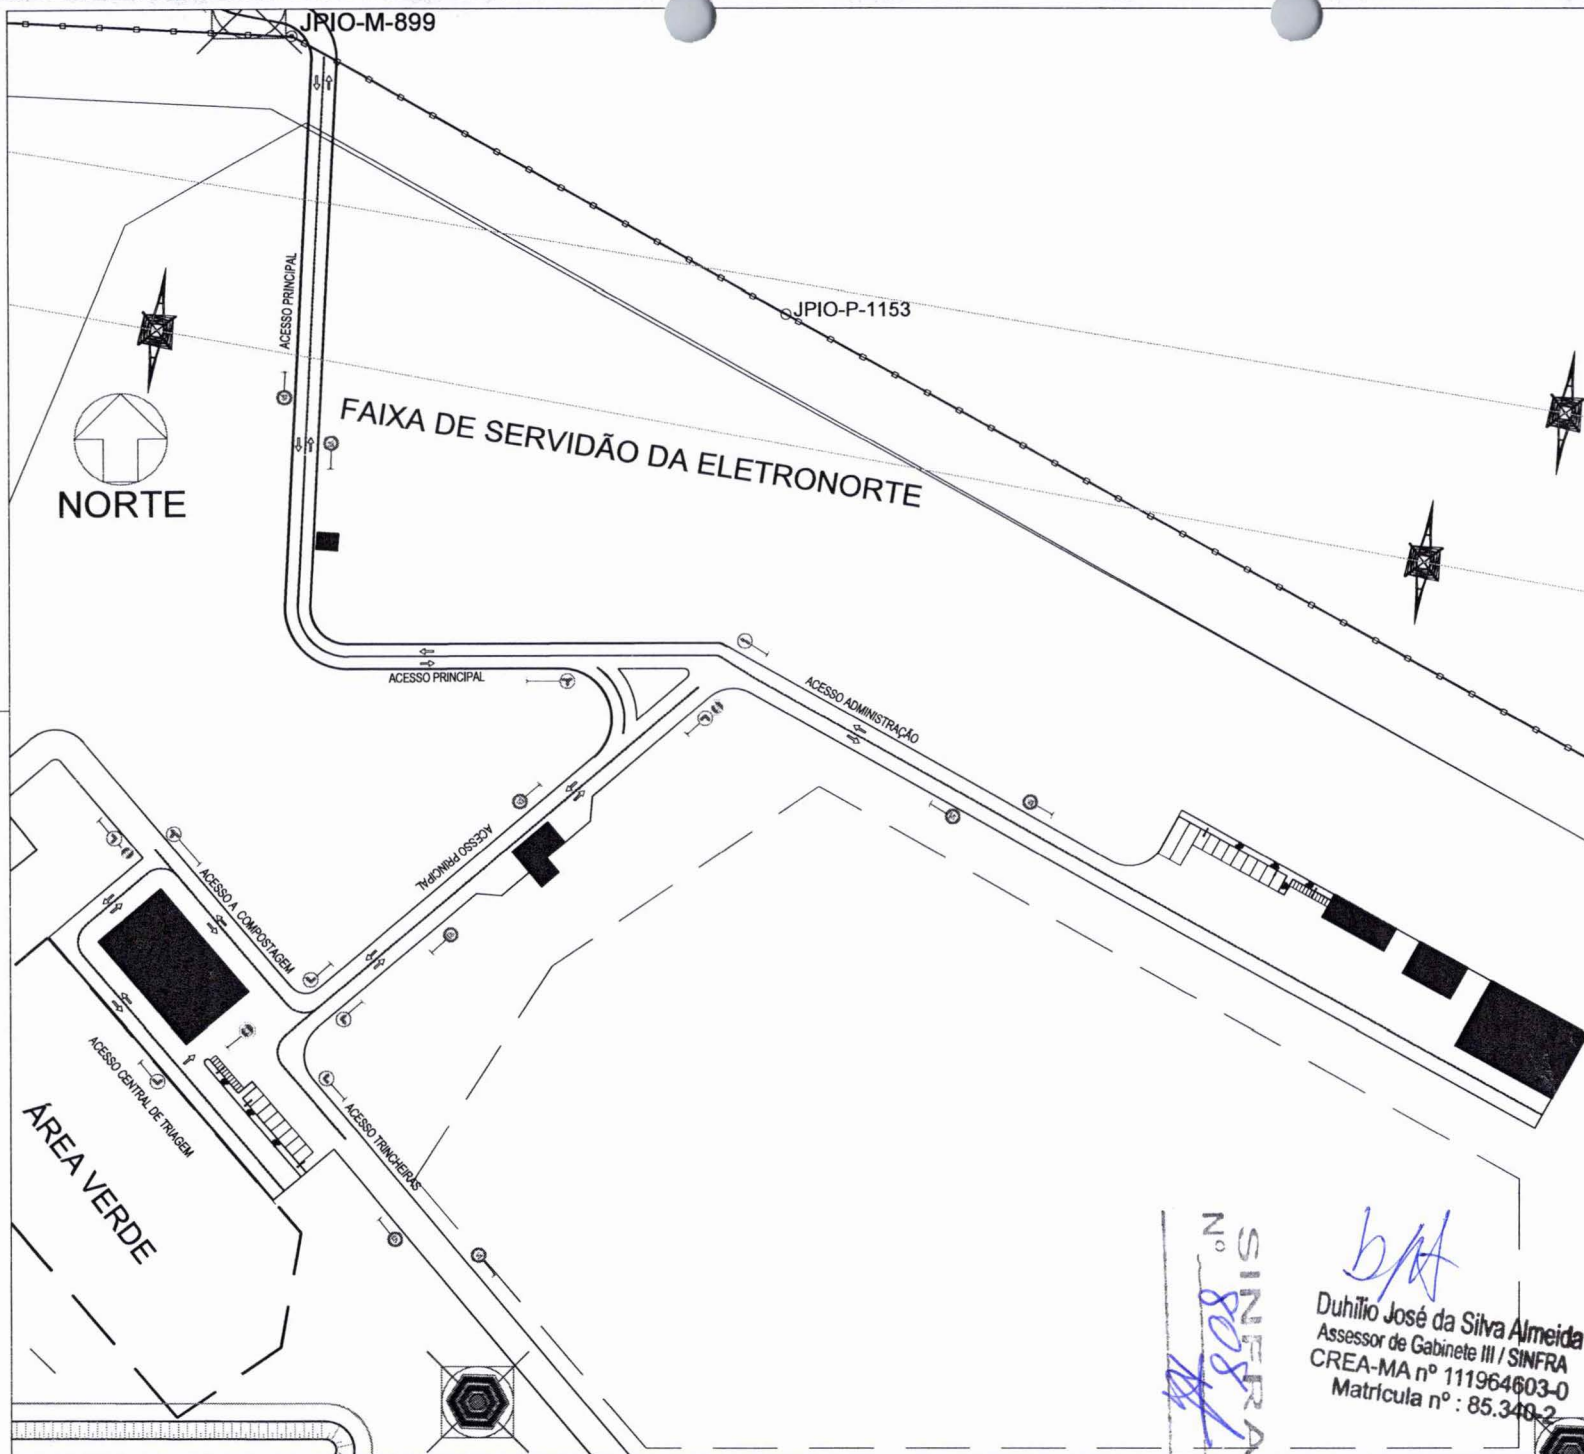 JPIO-M-899
ACESSO PRINCIPAL
JPIO-P-1153
FAIXA DE SERVIDÃO DA ELETRONORTE
NORTE
ACESSO PRINCIPAL
ACESSO ADMINISTRAÇÃO
ACESSO PRINCIPAL
ACESSO A COMPOSTAGEM
ACESSO CENTRAL DE TRIAGEM
ACESSO TRINCHEIRAS
ÁREA VERDE
SINFRA
Nº 808
Duhilio José da Silva Almeida
Assessor de Gabinete III / SINFRA
CREA-MA nº 111964603-0
Matrícula nº : 85.340-2